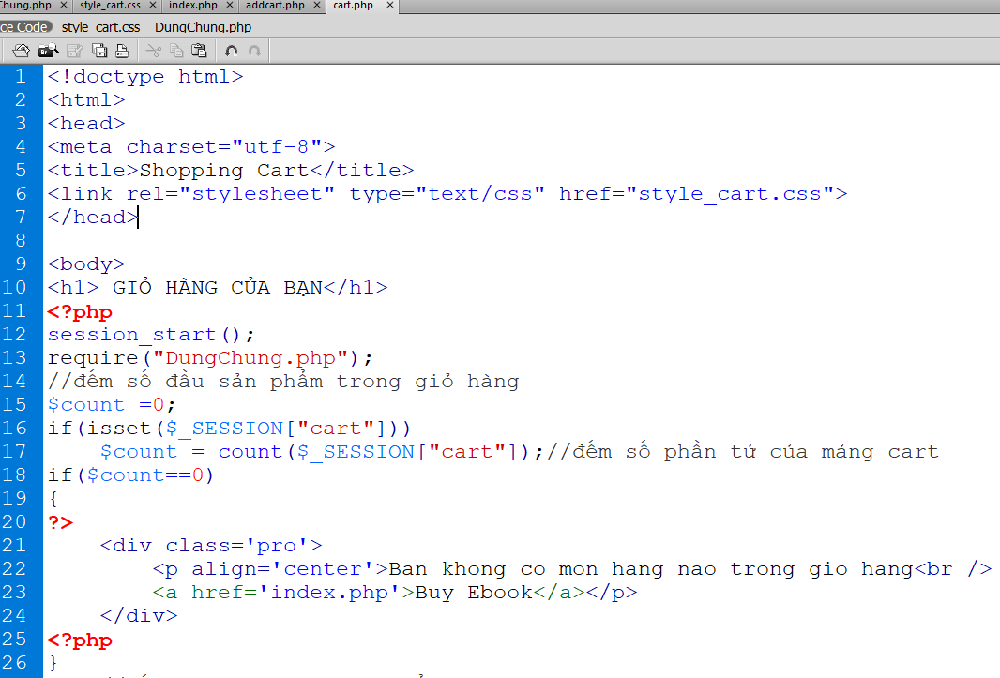 Chung.php × style_cart.css × index.php × addcart.php × cart.php ×
ce Code style_cart.css DungChung.php
1 <!doctype html>
2 <html>
3 <head>
4 <meta charset="utf-8">
5 <title>Shopping Cart</title>
6 <link rel="stylesheet" type="text/css" href="style_cart.css">
7 </head>
8
9 <body>
10 <h1> GIỎ HÀNG CỦA BẠN</h1>
11 <?php
12 session_start();
13 require("DungChung.php");
14 //đếm số đầu sản phẩm trong giỏ hàng
15 $count =0;
16 if(isset($_SESSION["cart"]))
17     $count = count($_SESSION["cart"]);//đếm số phần tử của mảng cart
18 if($count==0)
19 {
20 ?>
21     <div class='pro'>
22         <p align='center'>Ban khong co mon hang nao trong gio hang<br />
23         <a href='index.php'>Buy Ebook</a></p>
24     </div>
25 <?php
26 }